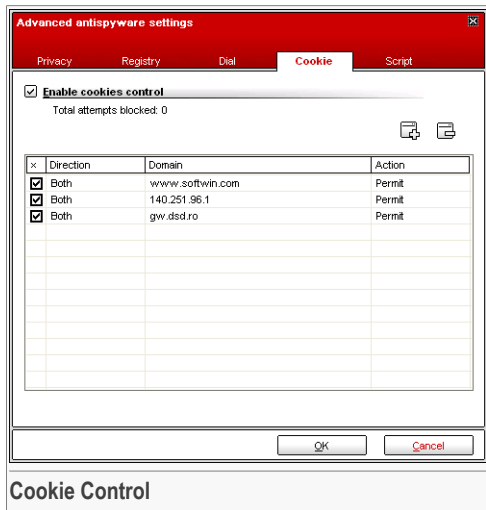 Advanced antispyware settings
Privacy Registry Dial Cookie Script
Enable cookies control
Total attempts blocked: 0
× Direction Domain Action
Both www.softwin.com Permit
Both 140.251.96.1 Permit
Both gw.dsd.ro Permit
OK Cancel
Cookie Control